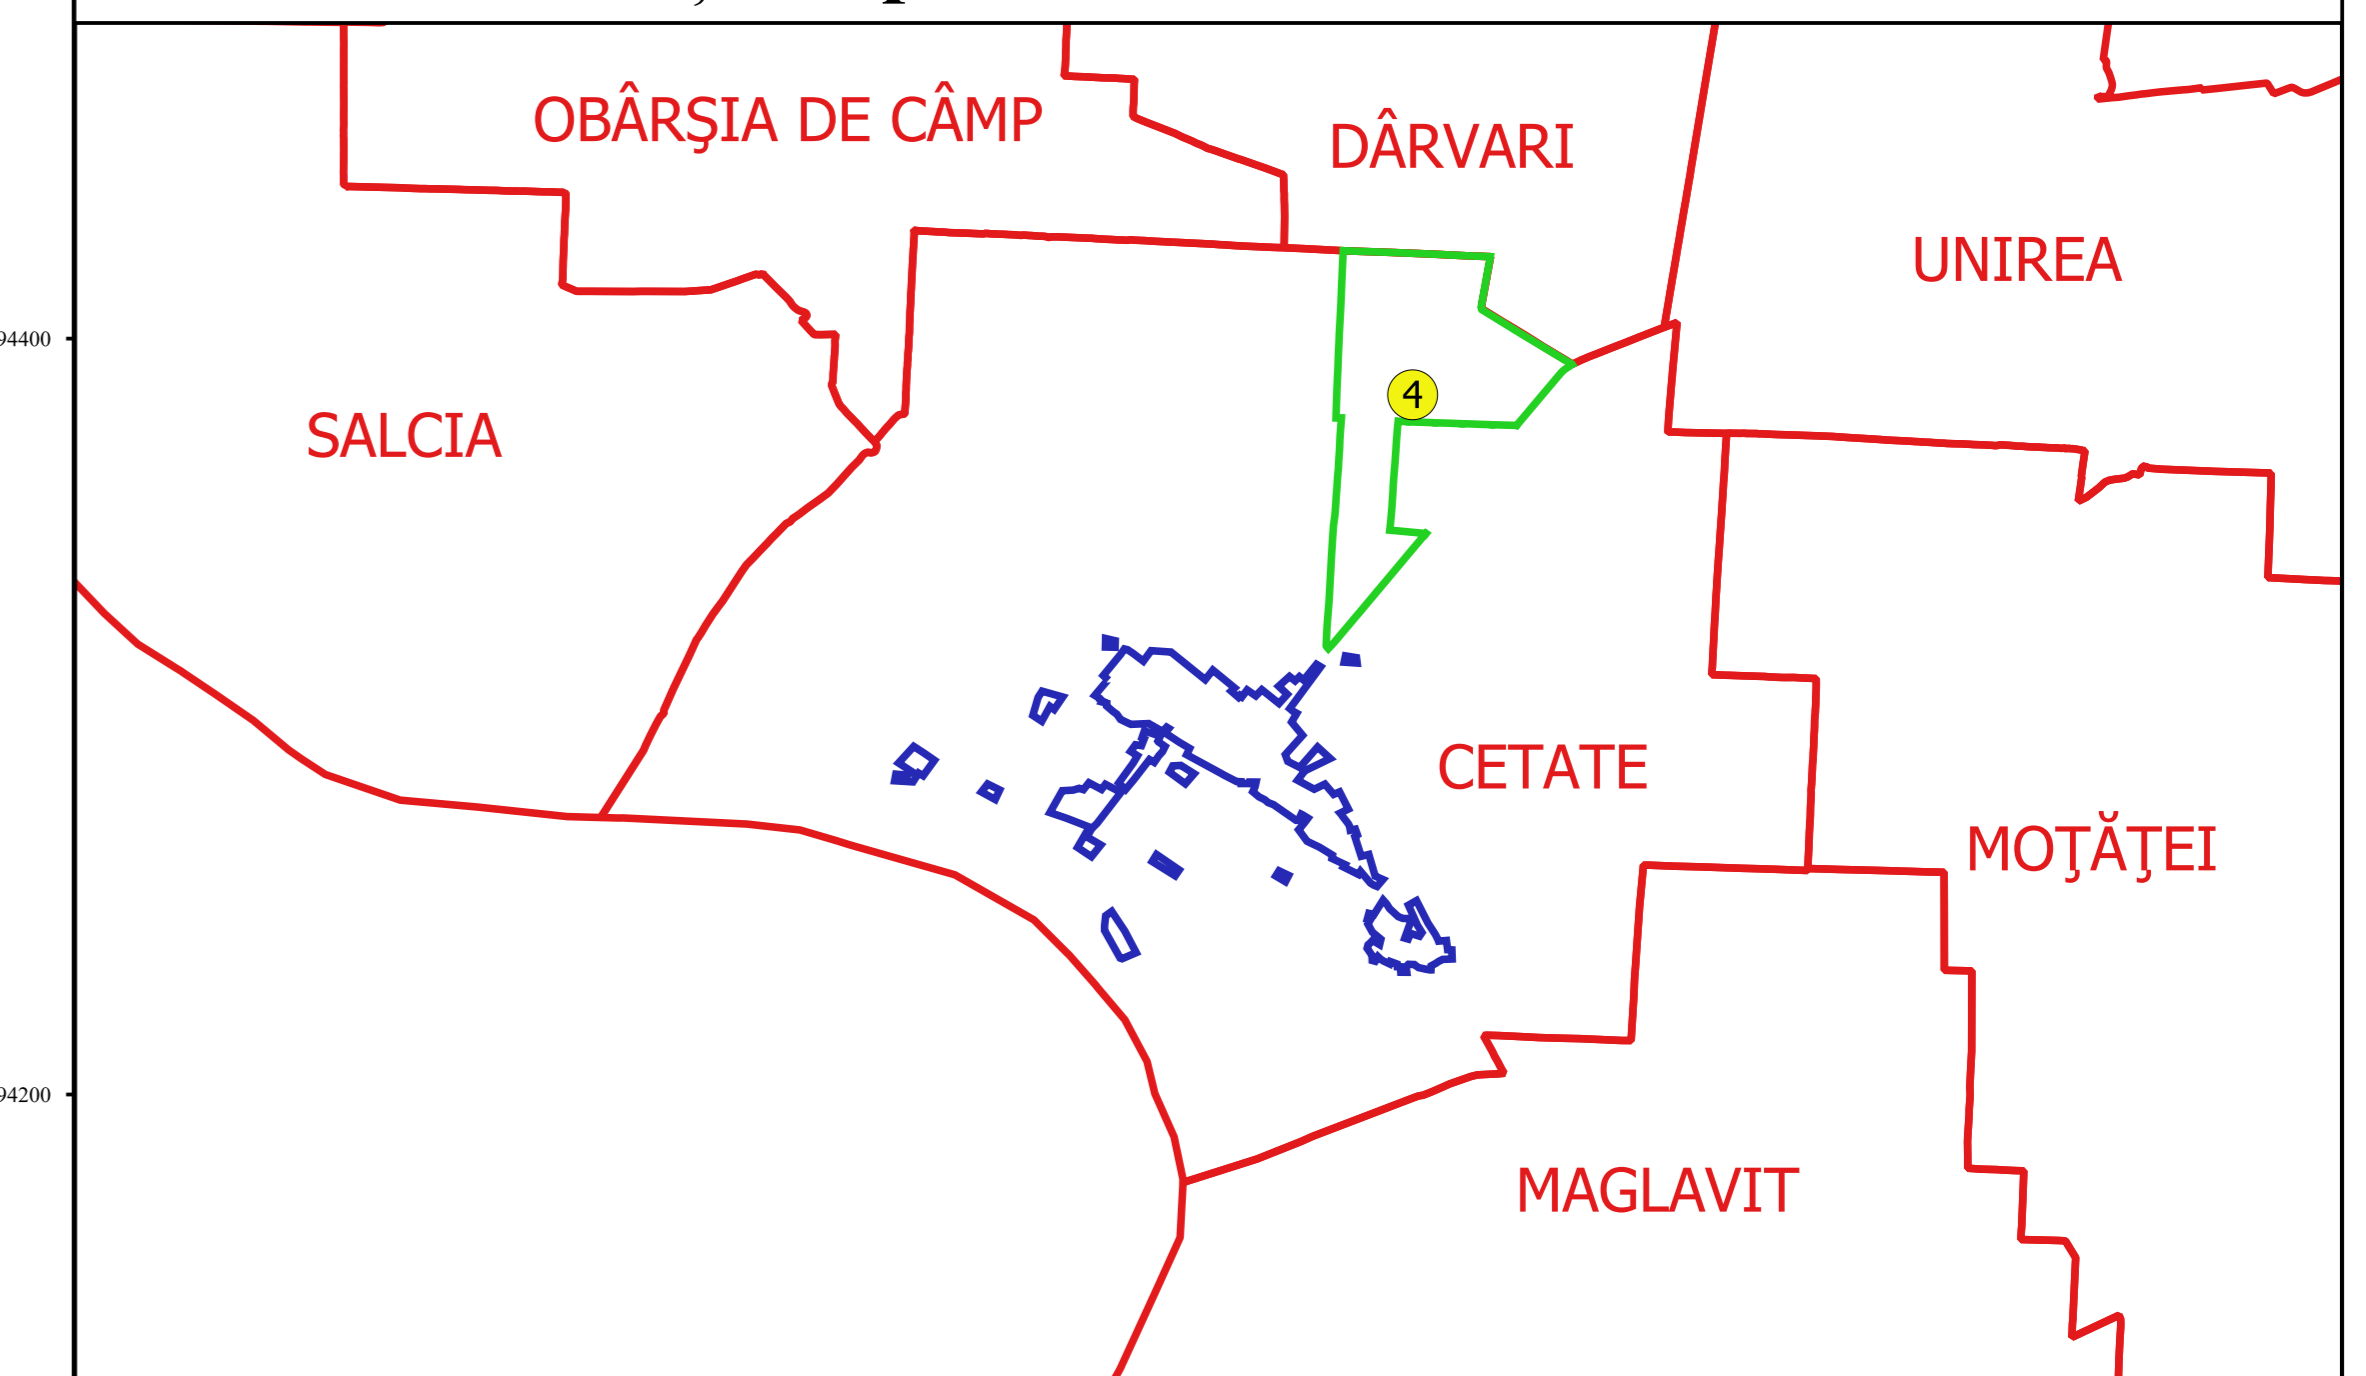 OBÂRŞIA DE CÂMP
DÂRVARI
UNIREA
94400
4
SALCIA
CETATE
MOŢĂŢEI
94200
MAGLAVIT